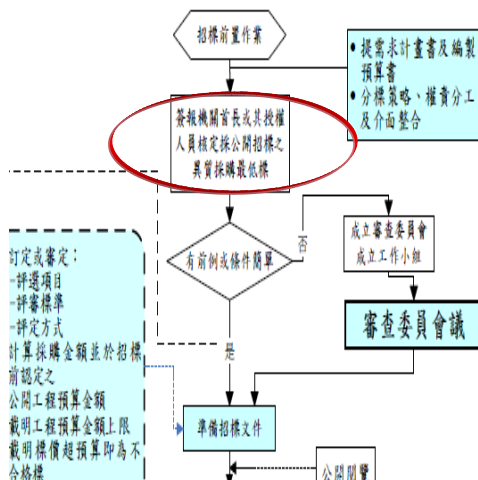 招標前置作業
• 提需求計畫書及編製
預算書
• 分標策略、權責分工
及介面整合
簽報機關首長或其授權
人員核定採公開招標之
異質採購最低標
有前例或條件簡單
否
是
成立審查委員會
成立工作小組
審查委員會議
訂定或審定：
-評選項目
-評審標準
-評定方式
計算採購金額並於招標
前認定之
公開工程預算金額
載明工程預算金額上限
載明標價超預算即為不
合格標
準備招標文件
公開閱覽